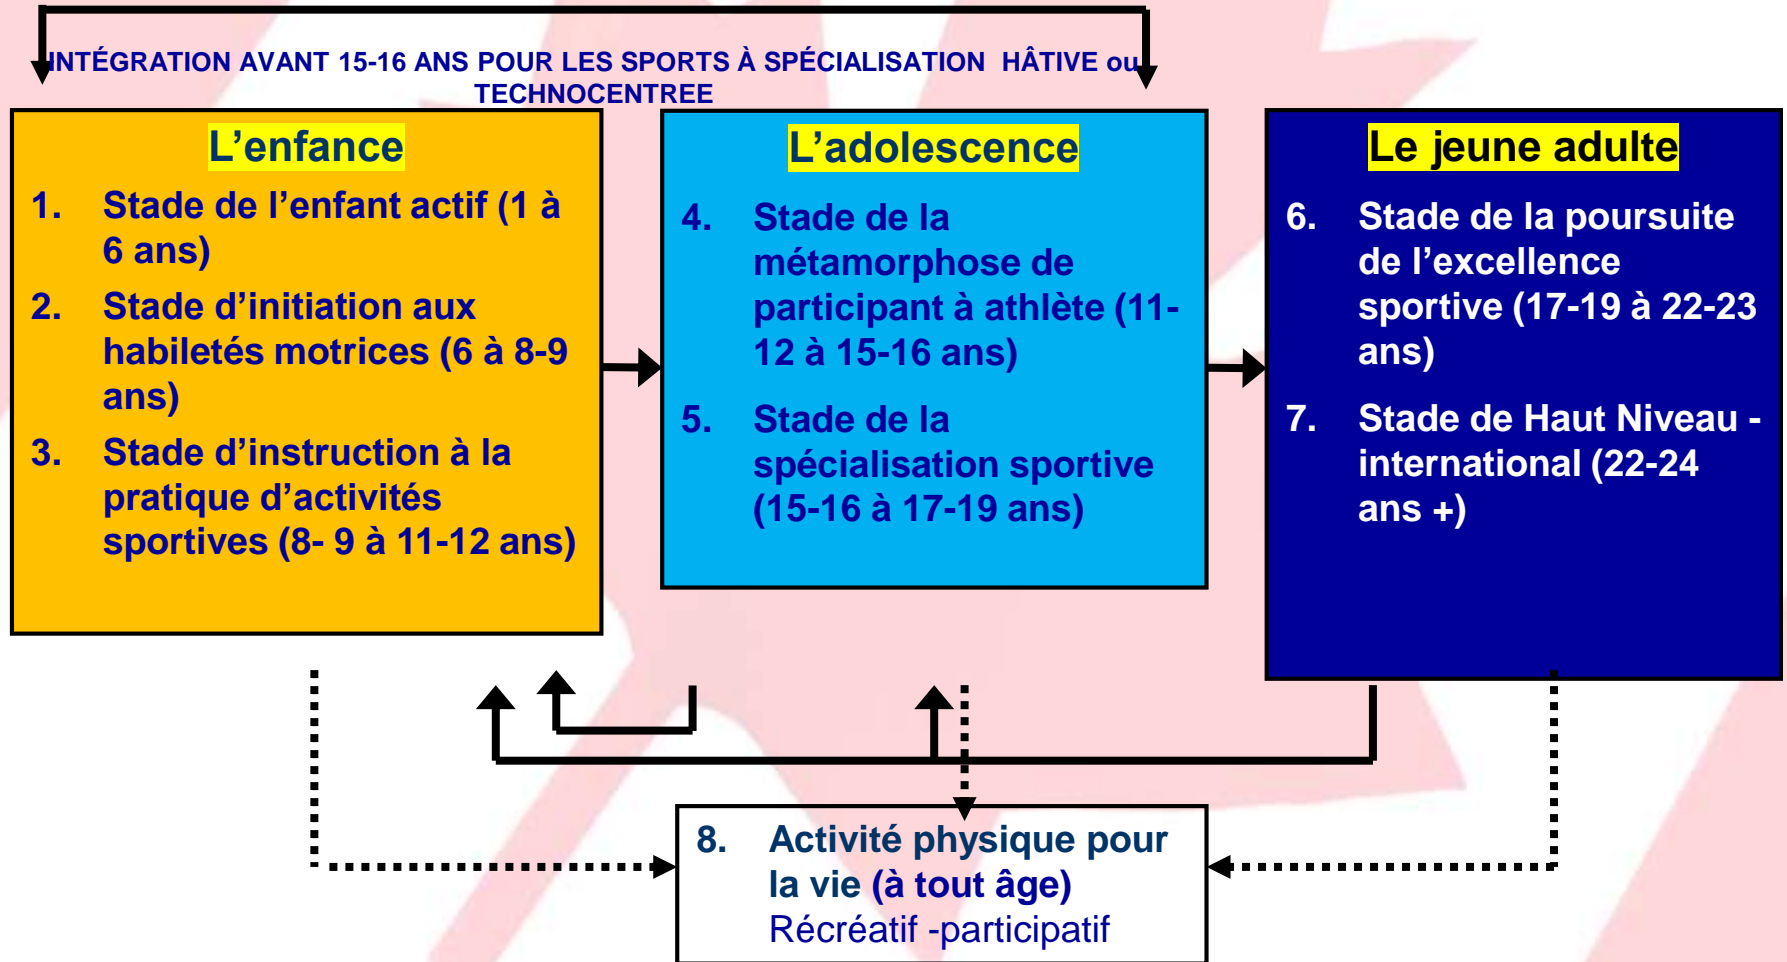 INTÉGRATION AVANT 15-16 ANS POUR LES SPORTS À SPÉCIALISATION HÂTIVE ou
TECHNOCENTREE
L’enfance
1. Stade de l’enfant actif (1 à
6 ans)
2. Stade d’initiation aux
habiletés motrices (6 à 8-9
ans)
3. Stade d’instruction à la
pratique d’activités
sportives (8- 9 à 11-12 ans)
L’adolescence
4. Stade de la
métamorphose de
participant à athlète (11-
12 à 15-16 ans)
5. Stade de la
spécialisation sportive
(15-16 à 17-19 ans)
Le jeune adulte
6. Stade de la poursuite
de l’excellence
sportive (17-19 à 22-23
ans)
7. Stade de Haut Niveau -
international (22-24
ans +)
8. Activité physique pour
la vie (à tout âge)
Récréatif -participatif